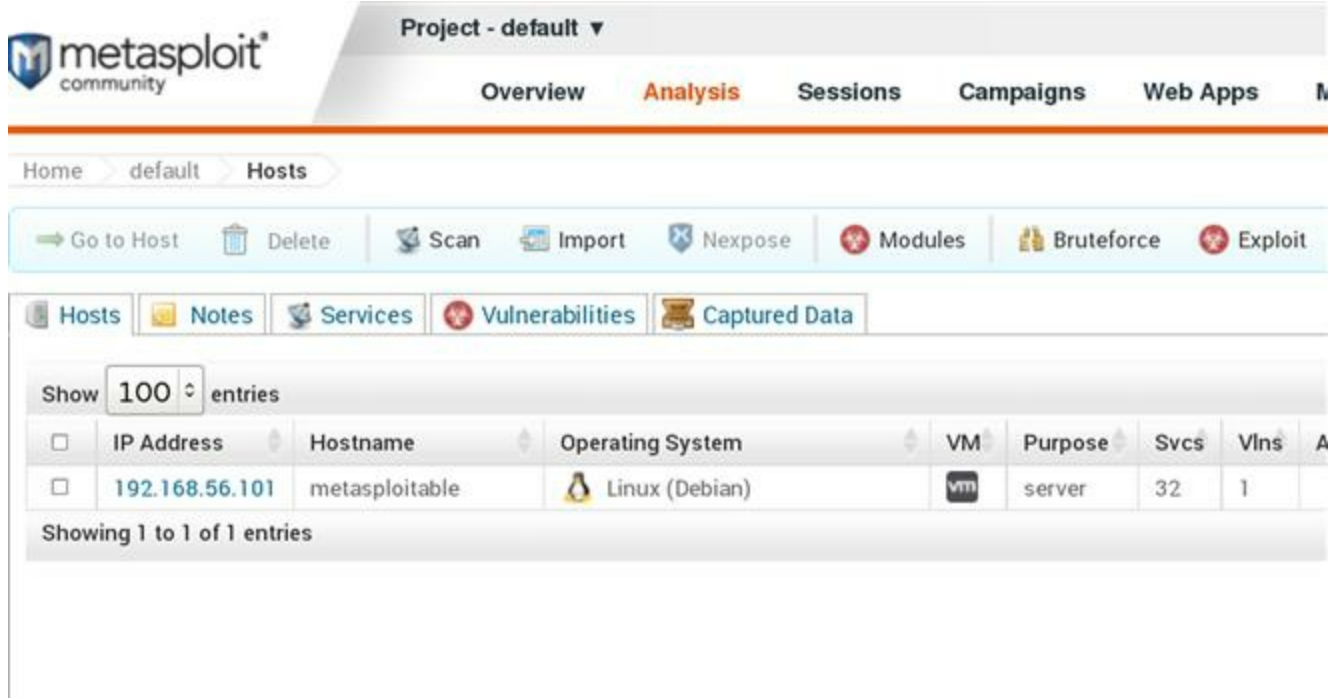 metasploit®
community
Project - default ▼
Overview Analysis Sessions Campaigns Web Apps
Home default Hosts
Go to Host Delete Scan Import Nexpose Modules Bruteforce Exploit
Hosts Notes Services Vulnerabilities Captured Data
Show 100 entries
IP Address Hostname Operating System VM Purpose Svcs Vlns A
192.168.56.101 metasploitable Linux (Debian) vm server 32 1
Showing 1 to 1 of 1 entries